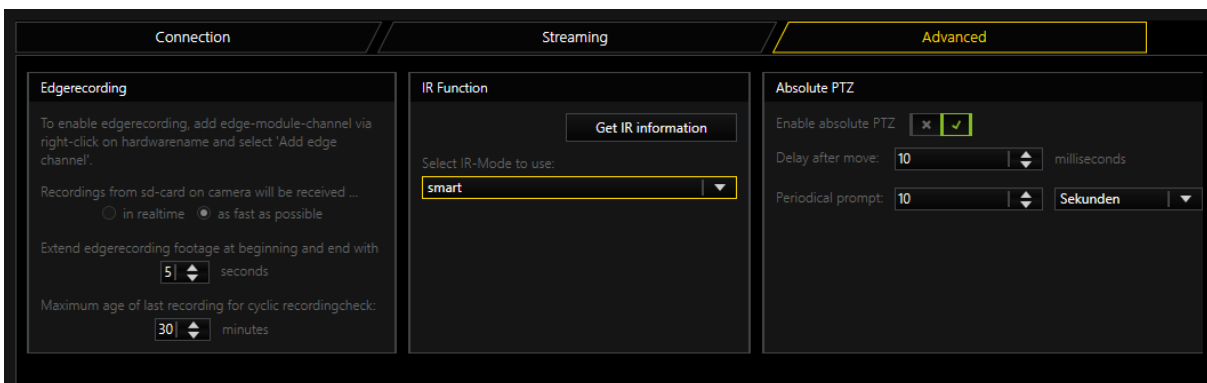 Connection
Streaming
Advanced
Edgerecording
To enable edgerecording, add edge-module-channel via
right-click on hardwarename and select 'Add edge
channel'.
Recordings from sd-card on camera will be received ...
in realtime as fast as possible
Extend edgerecording footage at beginning and end with
5 seconds
Maximum age of last recording for cyclic recordingcheck:
30 minutes
IR Function
Get IR information
Select IR-Mode to use:
smart
Absolute PTZ
Enable absolute PTZ
Delay after move: 10 milliseconds
Periodical prompt: 10 Sekunden